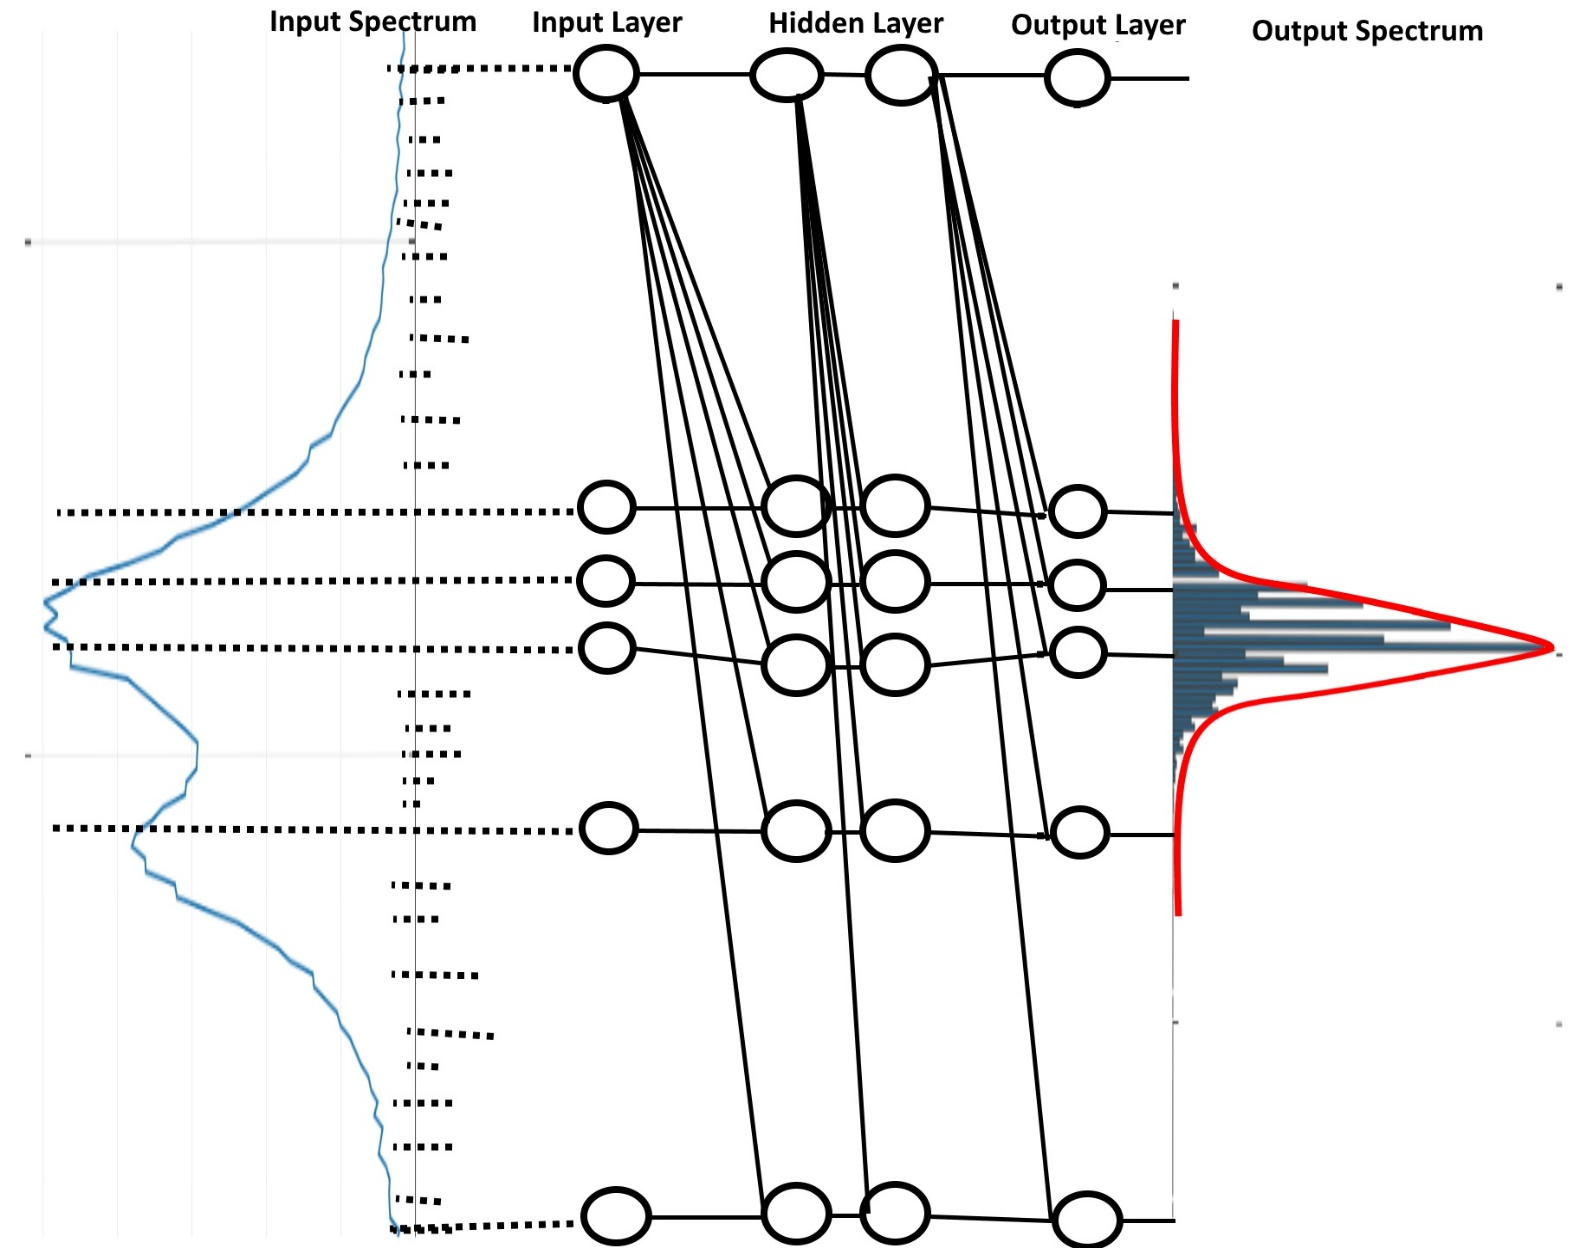 Input Spectrum
Input Layer
Hidden Layer
Output Layer
Output Spectrum